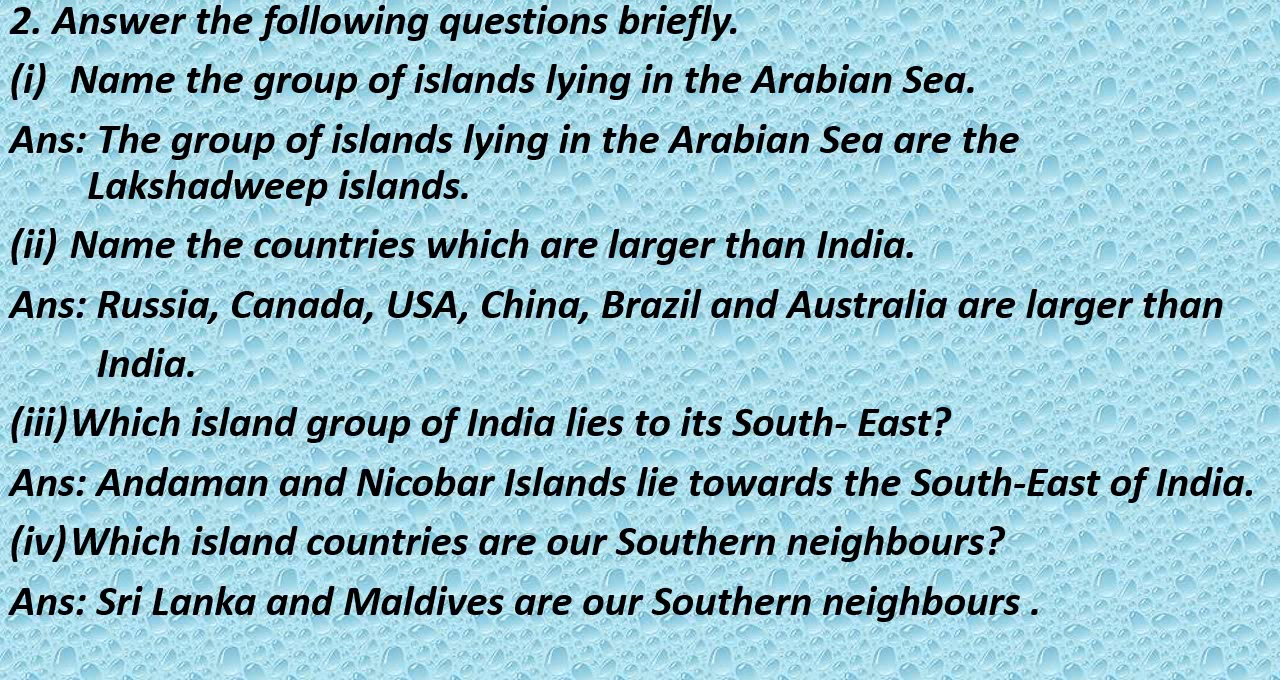 2. Answer the following questions briefly.
(i) Name the group of islands lying in the Arabian Sea.
Ans: The group of islands lying in the Arabian Sea are the
Lakshadweep islands.
(ii) Name the countries which are larger than India.
Ans: Russia, Canada, USA, China, Brazil and Australia are larger than
India.
(iii)Which island group of India lies to its South- East?
Ans: Andaman and Nicobar Islands lie towards the South-East of India.
(iv)Which island countries are our Southern neighbours?
Ans: Sri Lanka and Maldives are our Southern neighbours .